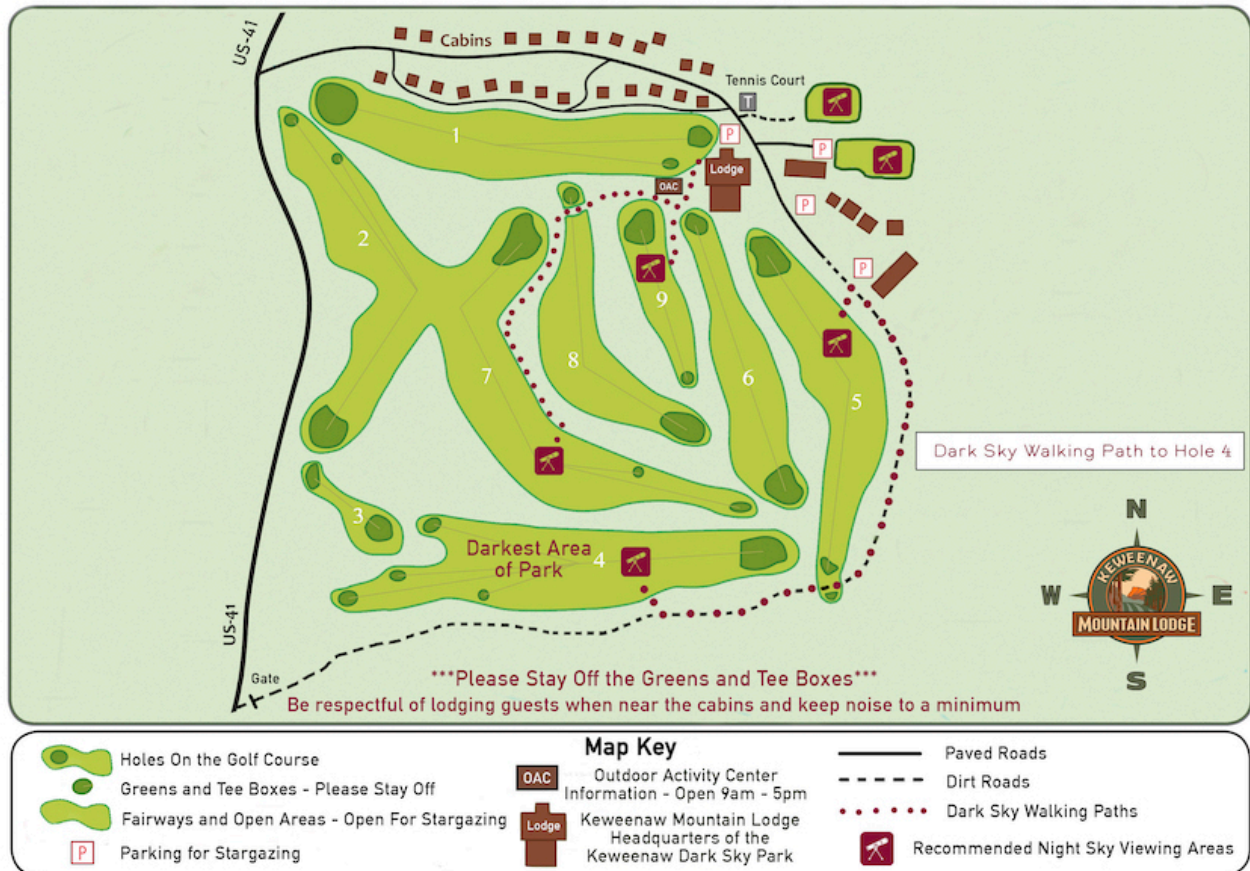 US-41
Cabins
Tennis Court
T
P
1
Lodge
P
OAC
P
2
P
9
8
7
6
5
Dark Sky Walking Path to Hole 4
3
Darkest Area
of Park
4
N
W
E
S
KEWEENAW
MOUNTAIN LODGE
US-41
Gate
***Please Stay Off the Greens and Tee Boxes***
Be respectful of lodging guests when near the cabins and keep noise to a minimum
Map Key
Holes On the Golf Course
Greens and Tee Boxes - Please Stay Off
Fairways and Open Areas - Open For Stargazing
P
Parking for Stargazing
OAC
Outdoor Activity Center
Information - Open 9am - 5pm
Lodge
Keweenaw Mountain Lodge
Headquarters of the
Keweenaw Dark Sky Park
Paved Roads
Dirt Roads
Dark Sky Walking Paths
Recommended Night Sky Viewing Areas